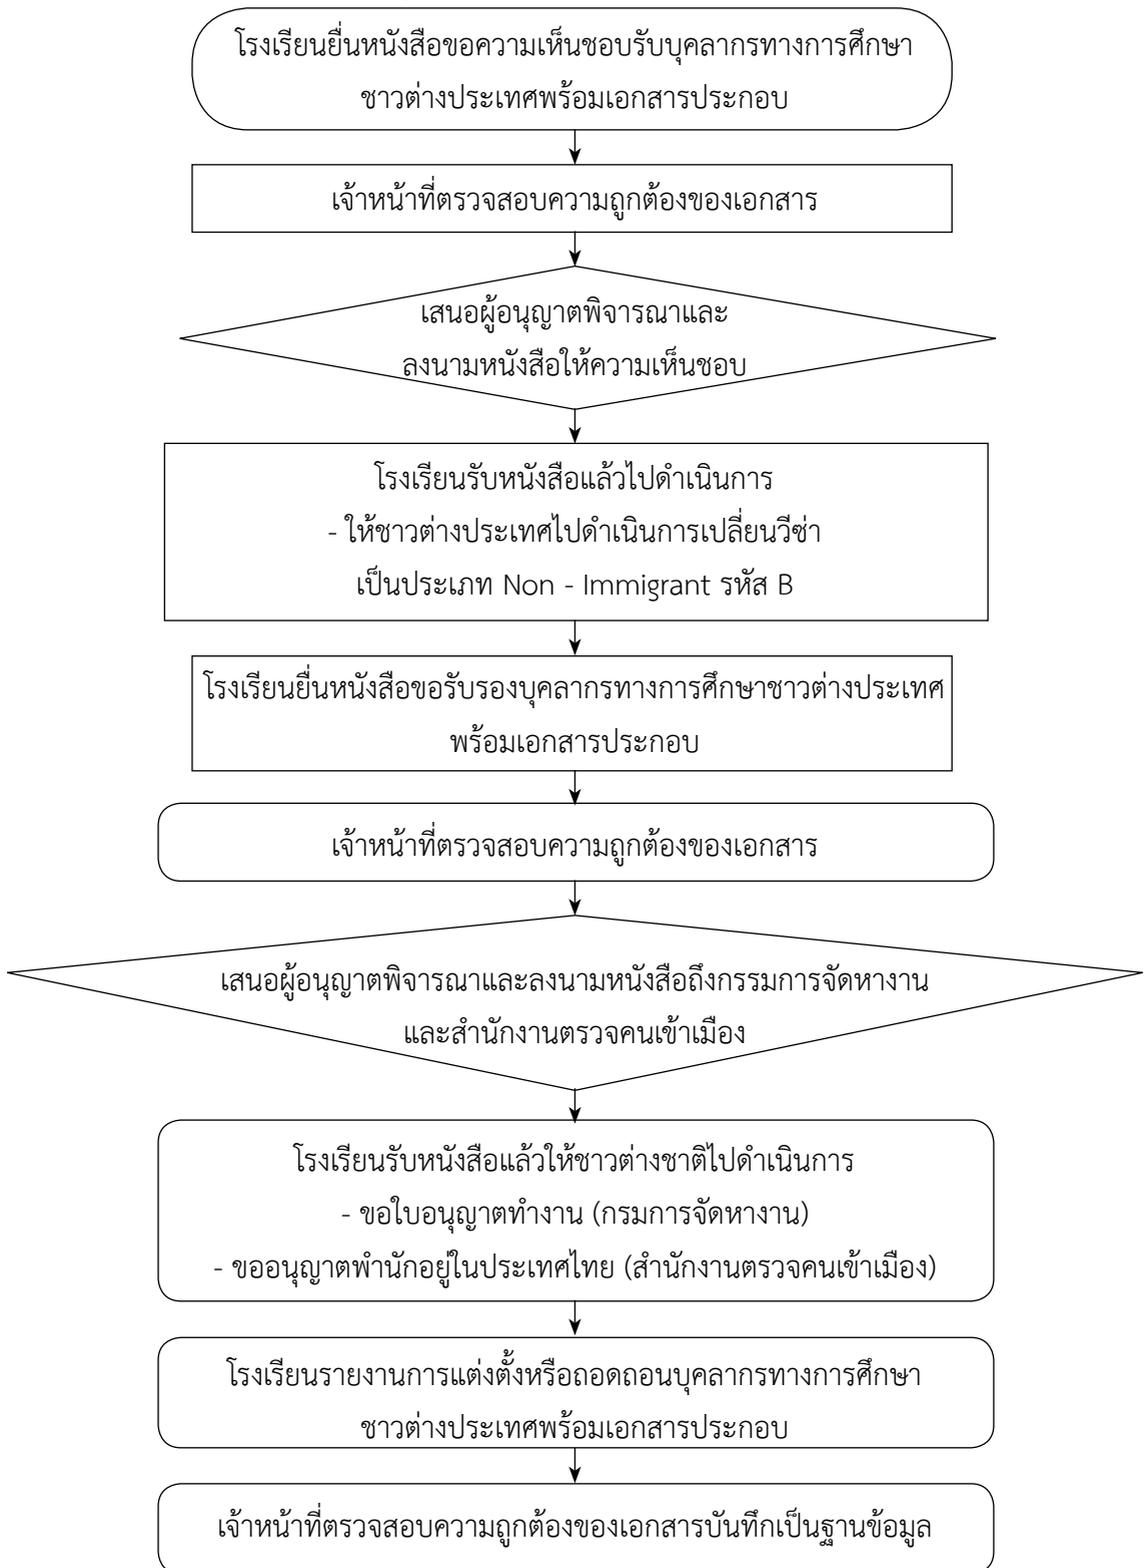 โรงเรียนยื่นหนังสือขอความเห็นชอบรับบุคลากรทางการศึกษา
ชาวต่างประเทศพร้อมเอกสารประกอบ
เจ้าหน้าที่ตรวจสอบความถูกต้องของเอกสาร
เสนอผู้อนุญาตพิจารณาและ
ลงนามหนังสือให้ความเห็นชอบ
โรงเรียนรับหนังสือแล้วไปดำเนินการ
- ให้ชาวต่างประเทศไปดำเนินการเปลี่ยนวีซ่า
เป็นประเภท Non - Immigrant รหัส B
โรงเรียนยื่นหนังสือขอรับรองบุคลากรทางการศึกษาชาวต่างประเทศ
พร้อมเอกสารประกอบ
เจ้าหน้าที่ตรวจสอบความถูกต้องของเอกสาร
เสนอผู้อนุญาตพิจารณาและลงนามหนังสือถึงกรรมการจัดหางาน
และสำนักงานตรวจคนเข้าเมือง
โรงเรียนรับหนังสือแล้วให้ชาวต่างชาติไปดำเนินการ
- ขอใบอนุญาตทำงาน (กรมการจัดหางาน)
- ขออนุญาตพำนักอยู่ในประเทศไทย (สำนักงานตรวจคนเข้าเมือง)
โรงเรียนรายงานการแต่งตั้งหรือถอดถอนบุคลากรทางการศึกษา
ชาวต่างประเทศพร้อมเอกสารประกอบ
เจ้าหน้าที่ตรวจสอบความถูกต้องของเอกสารบันทึกเป็นฐานข้อมูล